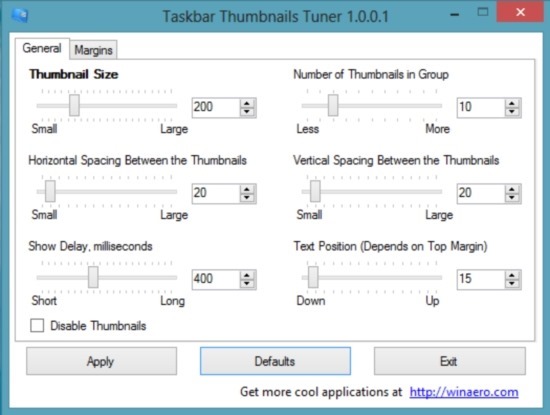 Taskbar Thumbnails Tuner 1.0.0.1
General Margins
Thumbnail Size Number of Thumbnails in Group
200 10
Small Large Less More
Horizontal Spacing Between the Thumbnails Vertical Spacing Between the Thumbnails
20 20
Small Large Small Large
Show Delay, milliseconds Text Position (Depends on Top Margin)
400 15
Short Long Down Up
Disable Thumbnails
Apply Defaults Exit
Get more cool applications at http://winaero.com